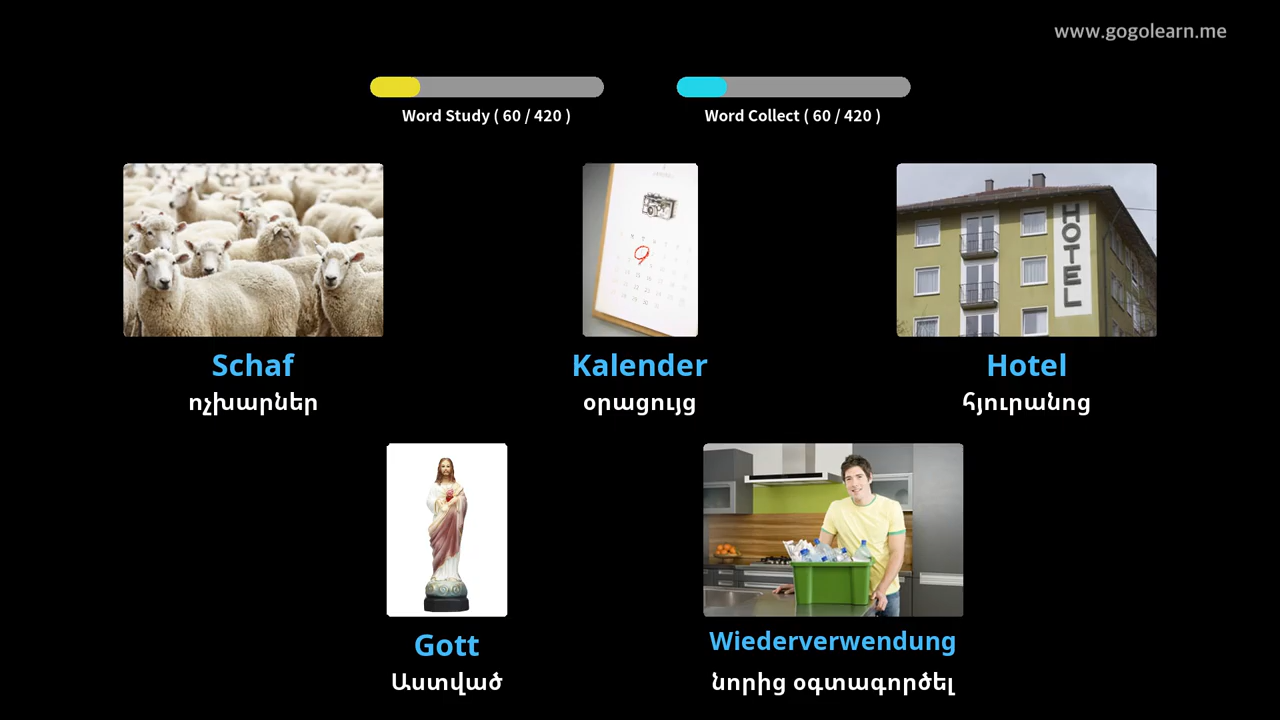 www.gogolearn.me
Word Study ( 60 / 420 )
Word Collect ( 60 / 420 )
HOTEL
9
Schaf
Kalender
Hotel
ոչխարներ
օրացույց
հյուրանոց
Gott
Wiederverwendung
Աստված
նորից օգտագործել